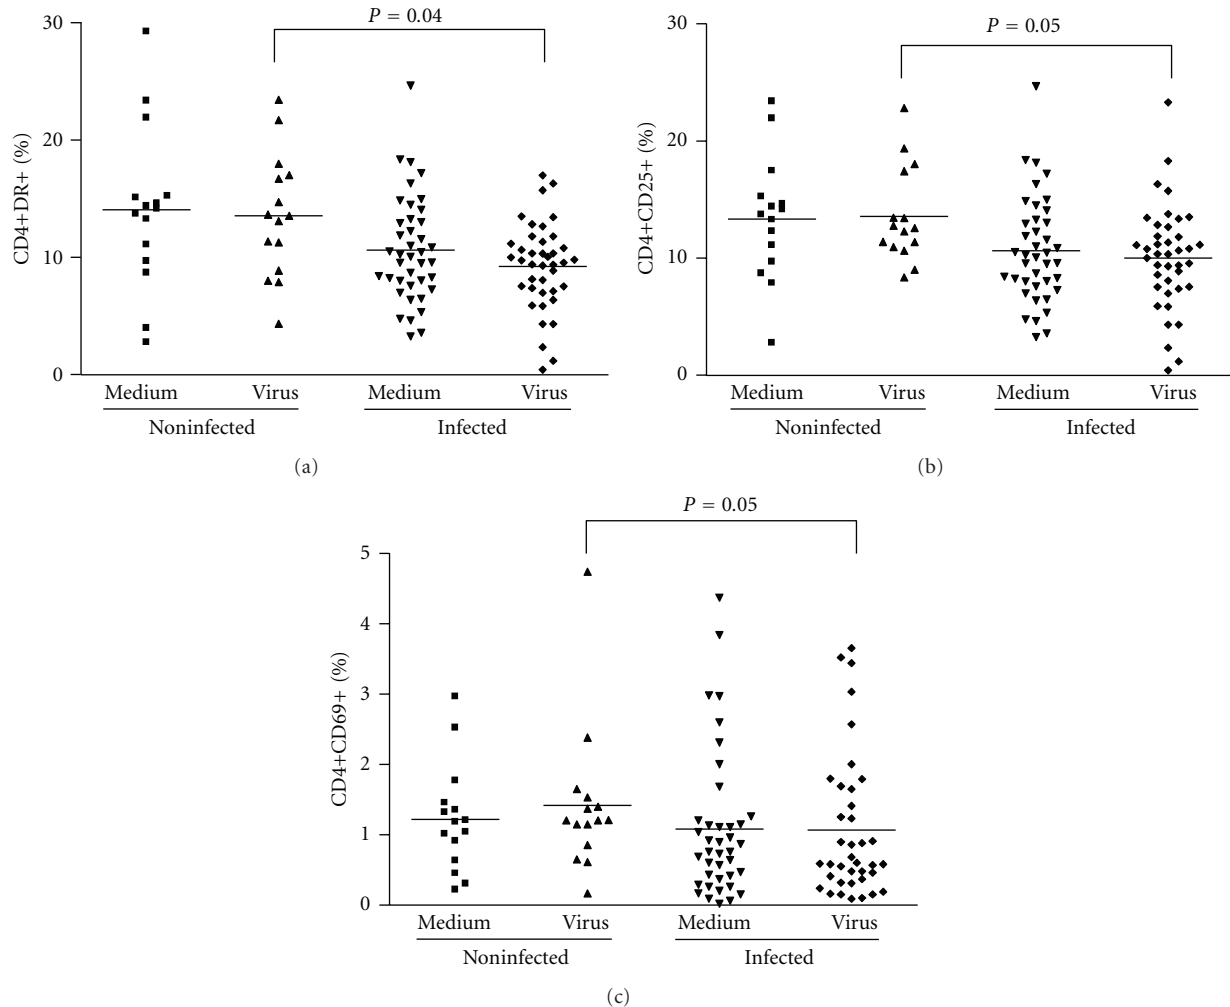 P = 0.04
30
20
10
0
CD4+DR+ (%)
Medium Virus Medium Virus
Noninfected Infected
(a)
P = 0.05
30
20
10
0
CD4+CD25+ (%)
Medium Virus Medium Virus
Noninfected Infected
(b)
P = 0.05
5
4
3
2
1
0
CD4+CD69+ (%)
Medium Virus Medium Virus
Noninfected Infected
(c)